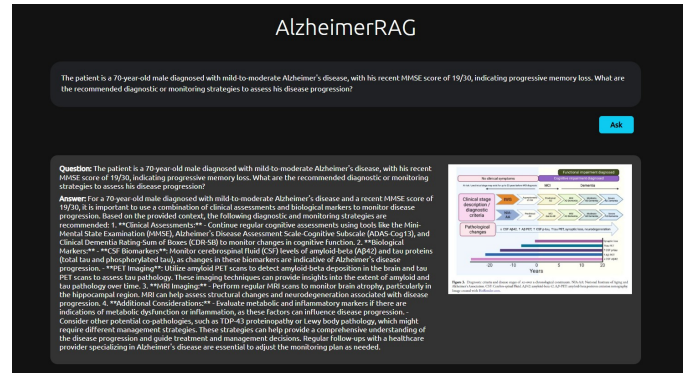 AlzheimerRAG
The patient is a 70-year-old male diagnosed with mild-to-moderate Alzheimer's disease, with his recent MMSE score of 19/30, indicating progressive memory loss. What are
the recommended diagnostic or monitoring strategies to assess his disease progression?
Ask
Question: The patient is a 70-year-old male diagnosed with mild-to-moderate Alzheimer's disease, with his recent
MMSE score of 19/30, indicating progressive memory loss. What are the recommended diagnostic or monitoring
strategies to assess his disease progression?
Answer: For a 70-year-old male diagnosed with mild-to-moderate Alzheimer's disease and a recent MMSE score of
19/30, it is important to use a combination of clinical assessments and biological markers to monitor disease
progression. Based on the provided context, the following diagnostic and monitoring strategies are
recommended: 1. **Clinical Assessments:** - Continue regular cognitive assessments using tools like the Mini-
Mental State Examination (MMSE), Alzheimer's Disease Assessment Scale-Cognitive Subscale (ADAS-Cog13), and
Clinical Dementia Rating-Sum of Boxes (CDR-SB) to monitor changes in cognitive function. 2. **Biological
Markers:** - **CSF Biomarkers**: Monitor cerebrospinal fluid (CSF) levels of amyloid-beta (Aβ42) and tau proteins
(total tau and phosphorylated tau), as changes in these biomarkers are indicative of Alzheimer's disease
progression. - **PET Imaging**: Utilize amyloid PET scans to detect amyloid-beta deposition in the brain and tau
PET scans to assess tau pathology. These imaging techniques can provide insights into the extent of amyloid and
tau pathology over time. 3. **MRI Imaging:** - Perform regular MRI scans to monitor brain atrophy, particularly in
the hippocampal region. MRI can help assess structural changes and neurodegeneration associated with disease
progression. 4. **Additional Considerations:** - Evaluate metabolic and inflammatory markers if there are
indications of metabolic dysfunction or inflammation, as these factors can influence disease progression. -
Consider other potential co-pathologies, such as TDP-43 proteinopathy or Lewy body pathology, which might
require different management strategies. These strategies can help provide a comprehensive understanding of
the disease progression and guide treatment and management decisions. Regular follow-ups with a healthcare
provider specializing in Alzheimer's disease are essential to adjust the monitoring plan as needed.
Functional impairment diagnosed
No clinical symptoms
Cognitive impairment diagnosed
MCI
Dementia
Clinical stage
description /
diagnostic
criteria
Pathological
changes
-20
-10
0
10
20
Years